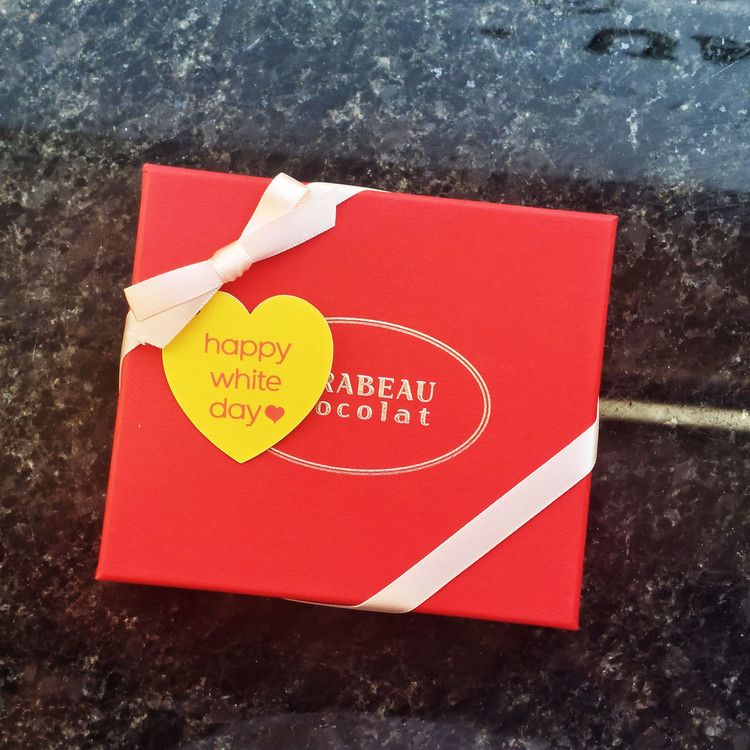 happy
white
day❤
RABEAU
ocolat